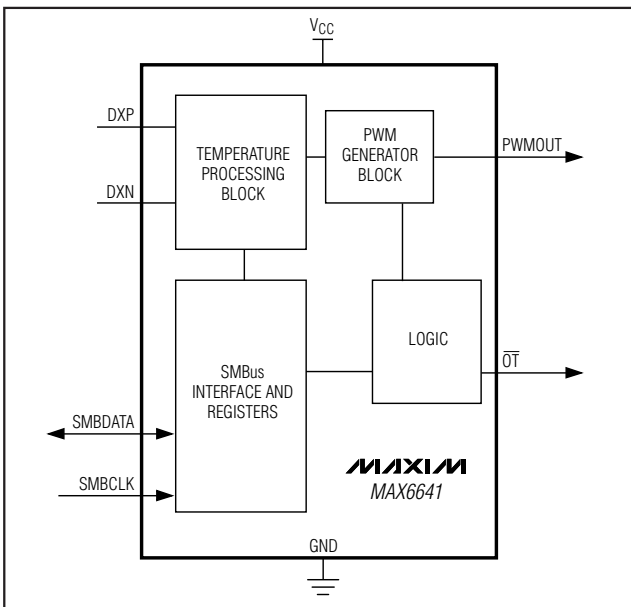 VCC
DXP
DXN
TEMPERATURE
PROCESSING
BLOCK
PWM
GENERATOR
BLOCK
PWMOUT
SMBus
INTERFACE AND
REGISTERS
LOGIC
OT
SMBDATA
SMBCLK
MAXIM
MAX6641
GND